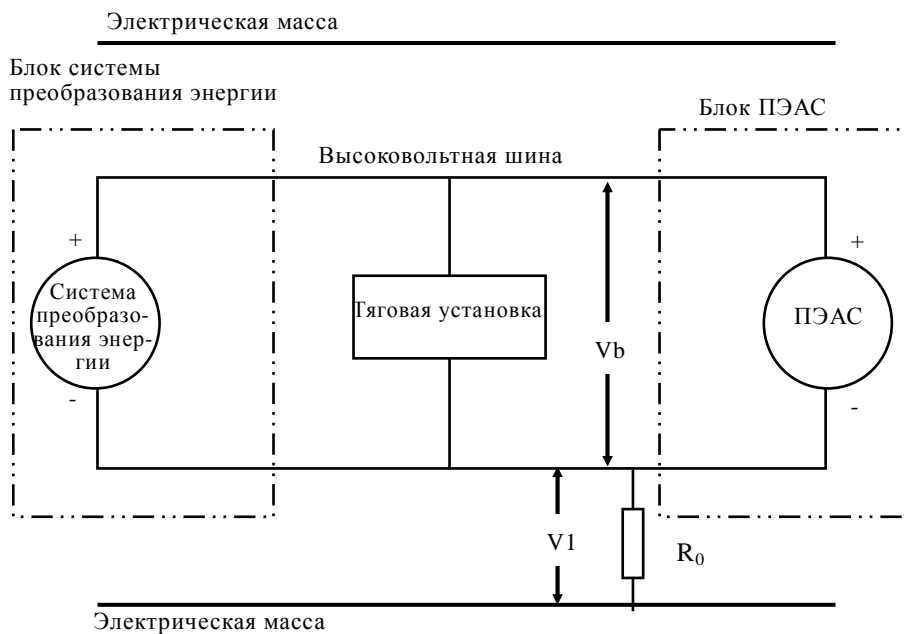 Электрическая масса
Блок системы
преобразования энергии
Блок ПЭАС
Высоковольтная шина
+
+
Система
преобразо-
вания энер-
гии
Тяговая установка
ПЭАС
Vb
-
-
V1
R₀
Электрическая масса